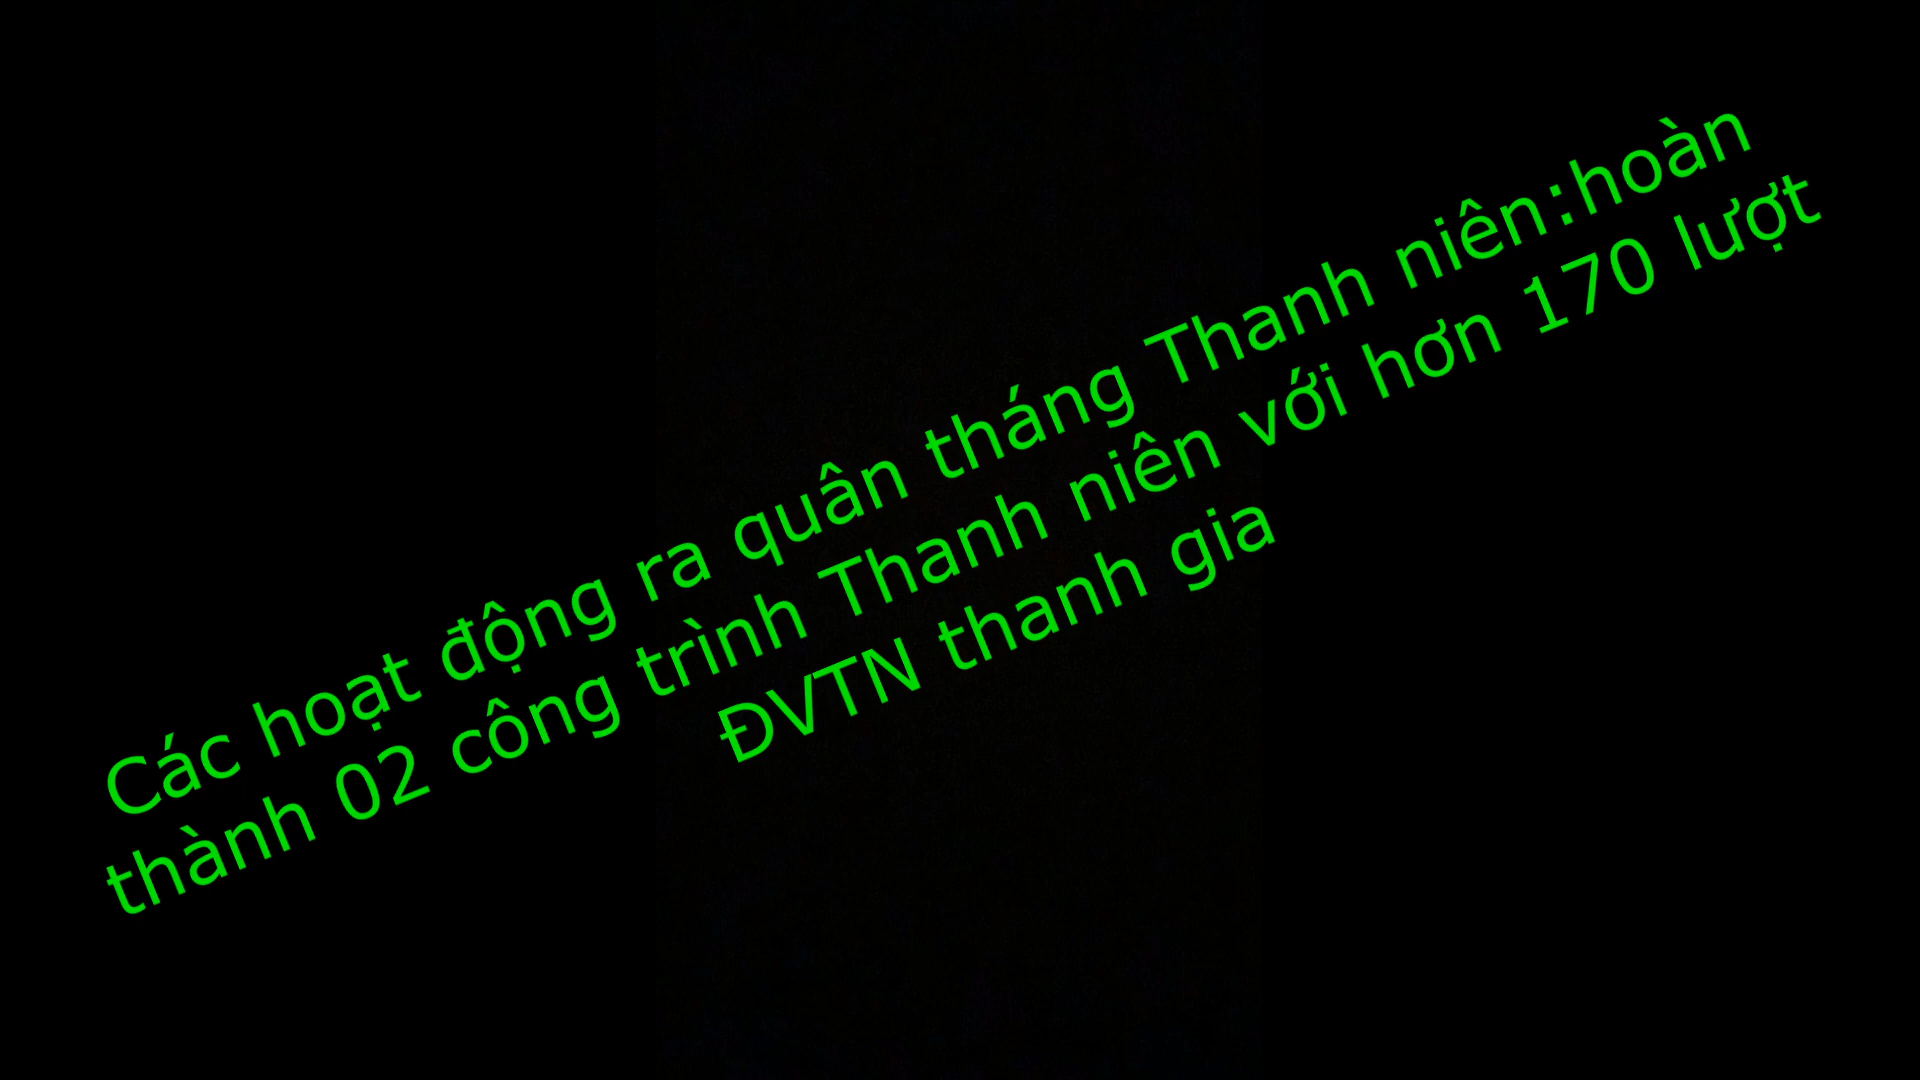 Các hoạt động ra quân tháng Thanh niên:hoàn
thành 02 công trình Thanh niên với hơn 170 lượt
ĐVTN thanh gia